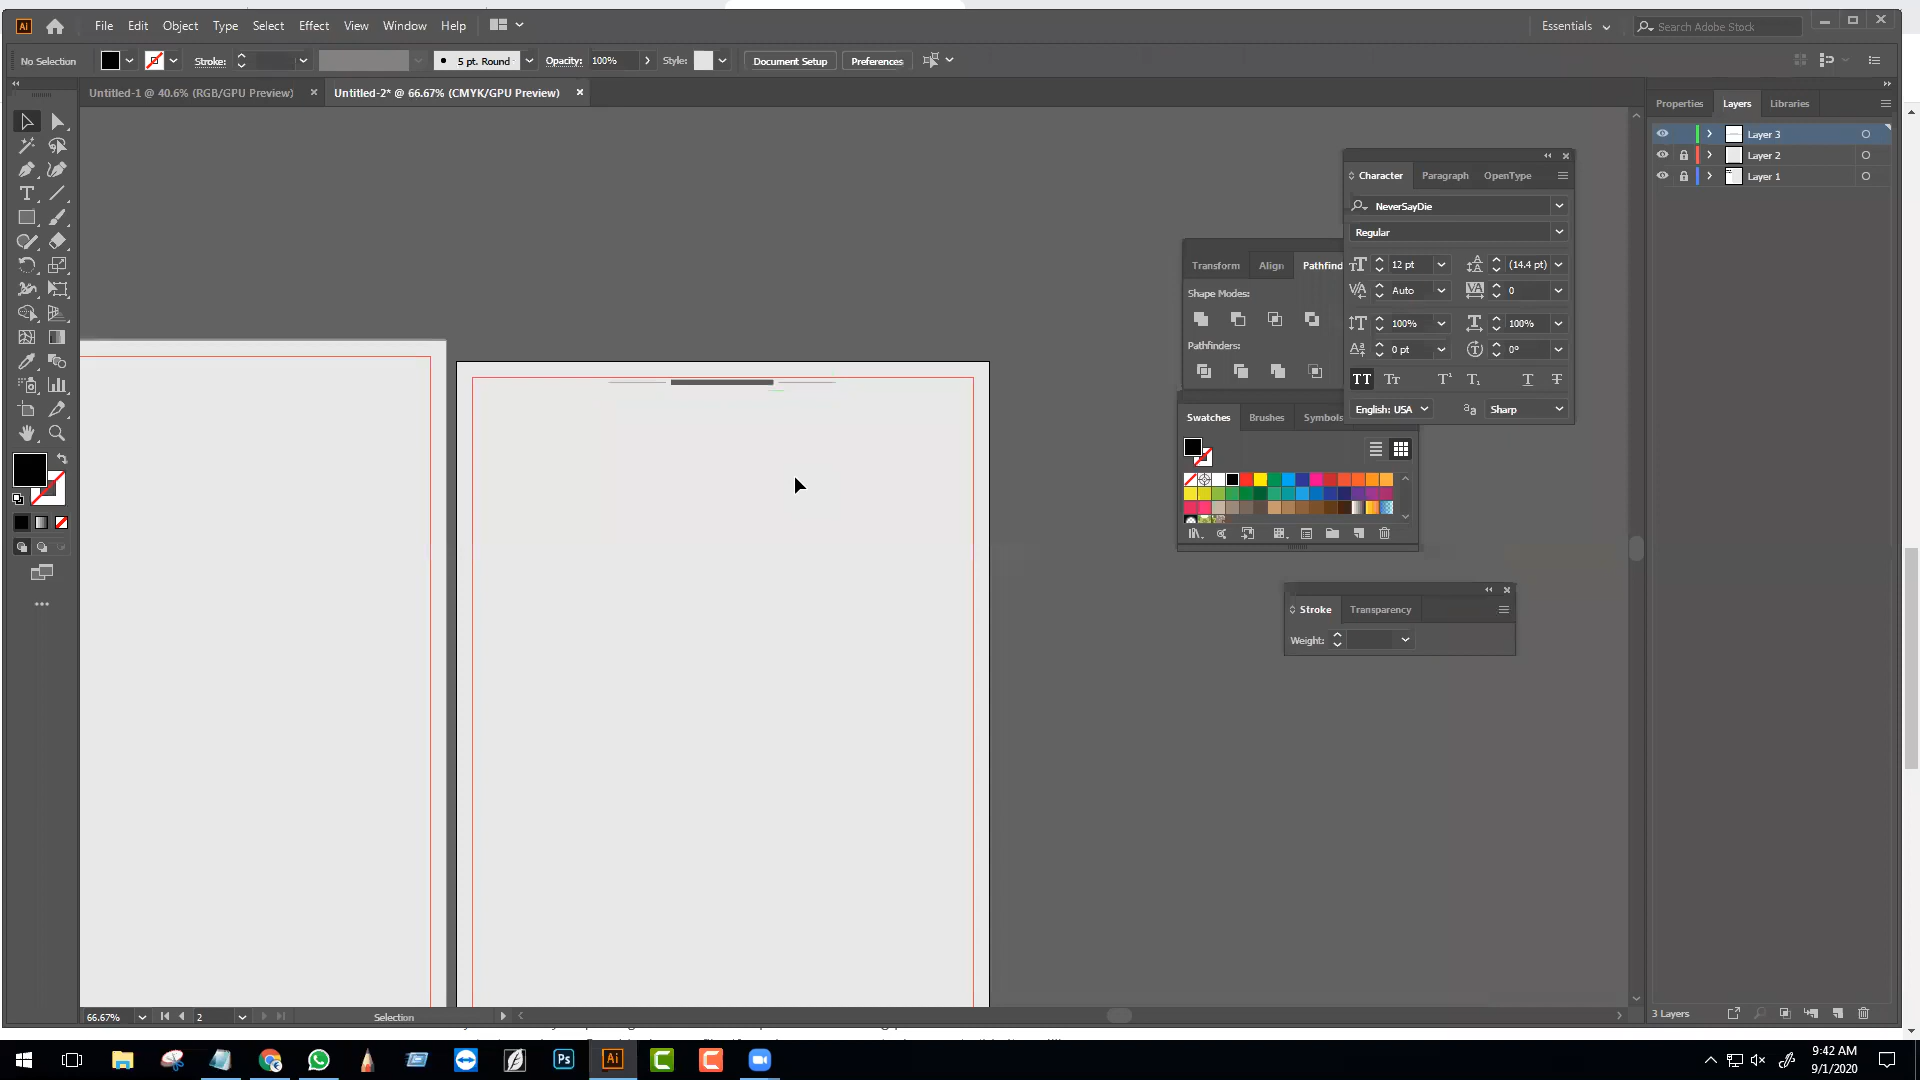 Ai File Edit Object Type Select Effect View Window Help
Essentials
Search Adobe Stock
No Selection Stroke: 5 pt. Round Opacity: 100% Style: Document Setup Preferences
Untitled-1 @ 40.6% (RGB/GPU Preview) Untitled-2* @ 66.67% (CMYK/GPU Preview)
Properties Layers Libraries
Layer 3
Layer 2
Layer 1
Character Paragraph OpenType
NeverSayDie
Regular
12 pt (14.4 pt)
Auto 0
100% 100%
0 pt 0°
English: USA Sharp
Transform Align Pathfind
Shape Modes:
Pathfinders:
Swatches Brushes Symbols
Stroke Transparency
Weight:
66.67% 2 Selection
3 Layers
Ps Ai
9:42 AM
9/1/2020